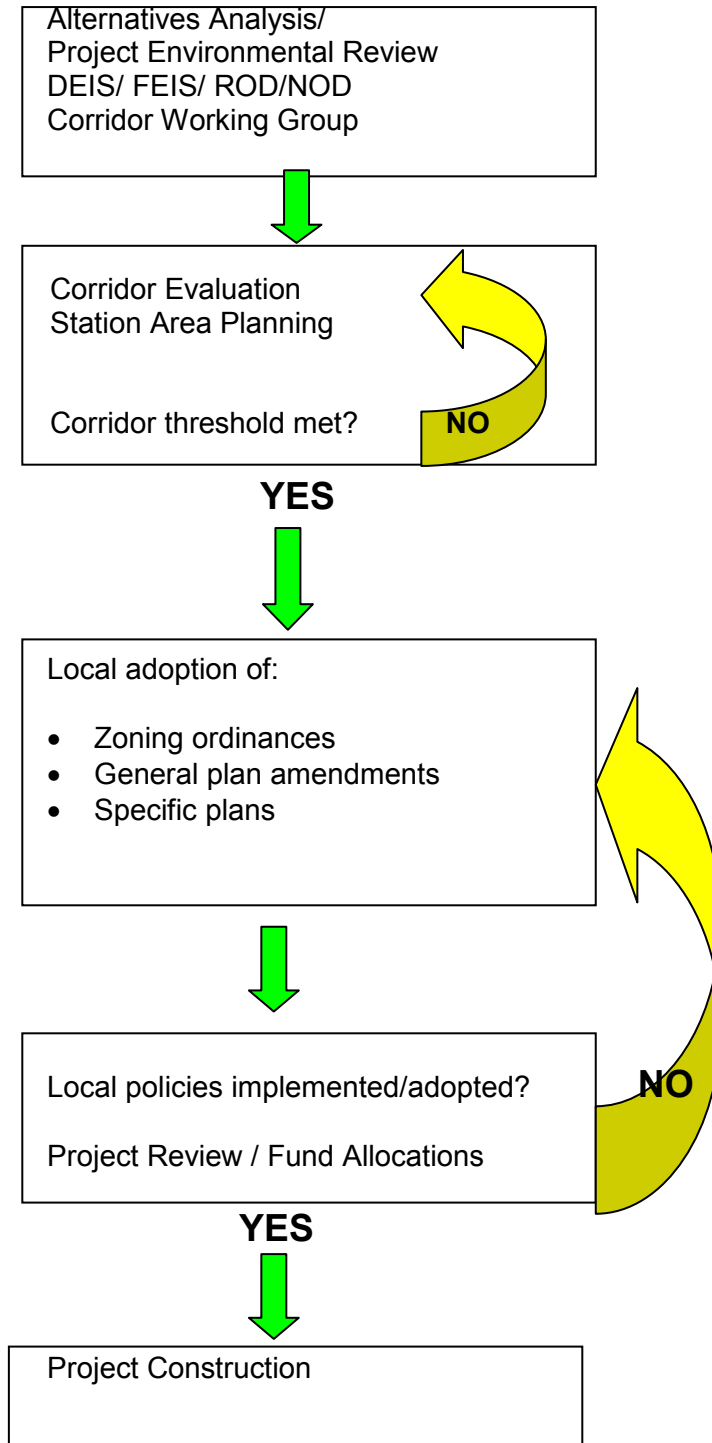 Alternatives Analysis/
Project Environmental Review
DEIS/ FEIS/ ROD/NOD
Corridor Working Group
Corridor Evaluation
Station Area Planning
Corridor threshold met?
NO
YES
Local adoption of:
• Zoning ordinances
• General plan amendments
• Specific plans
Local policies implemented/adopted?
NO
Project Review / Fund Allocations
YES
Project Construction